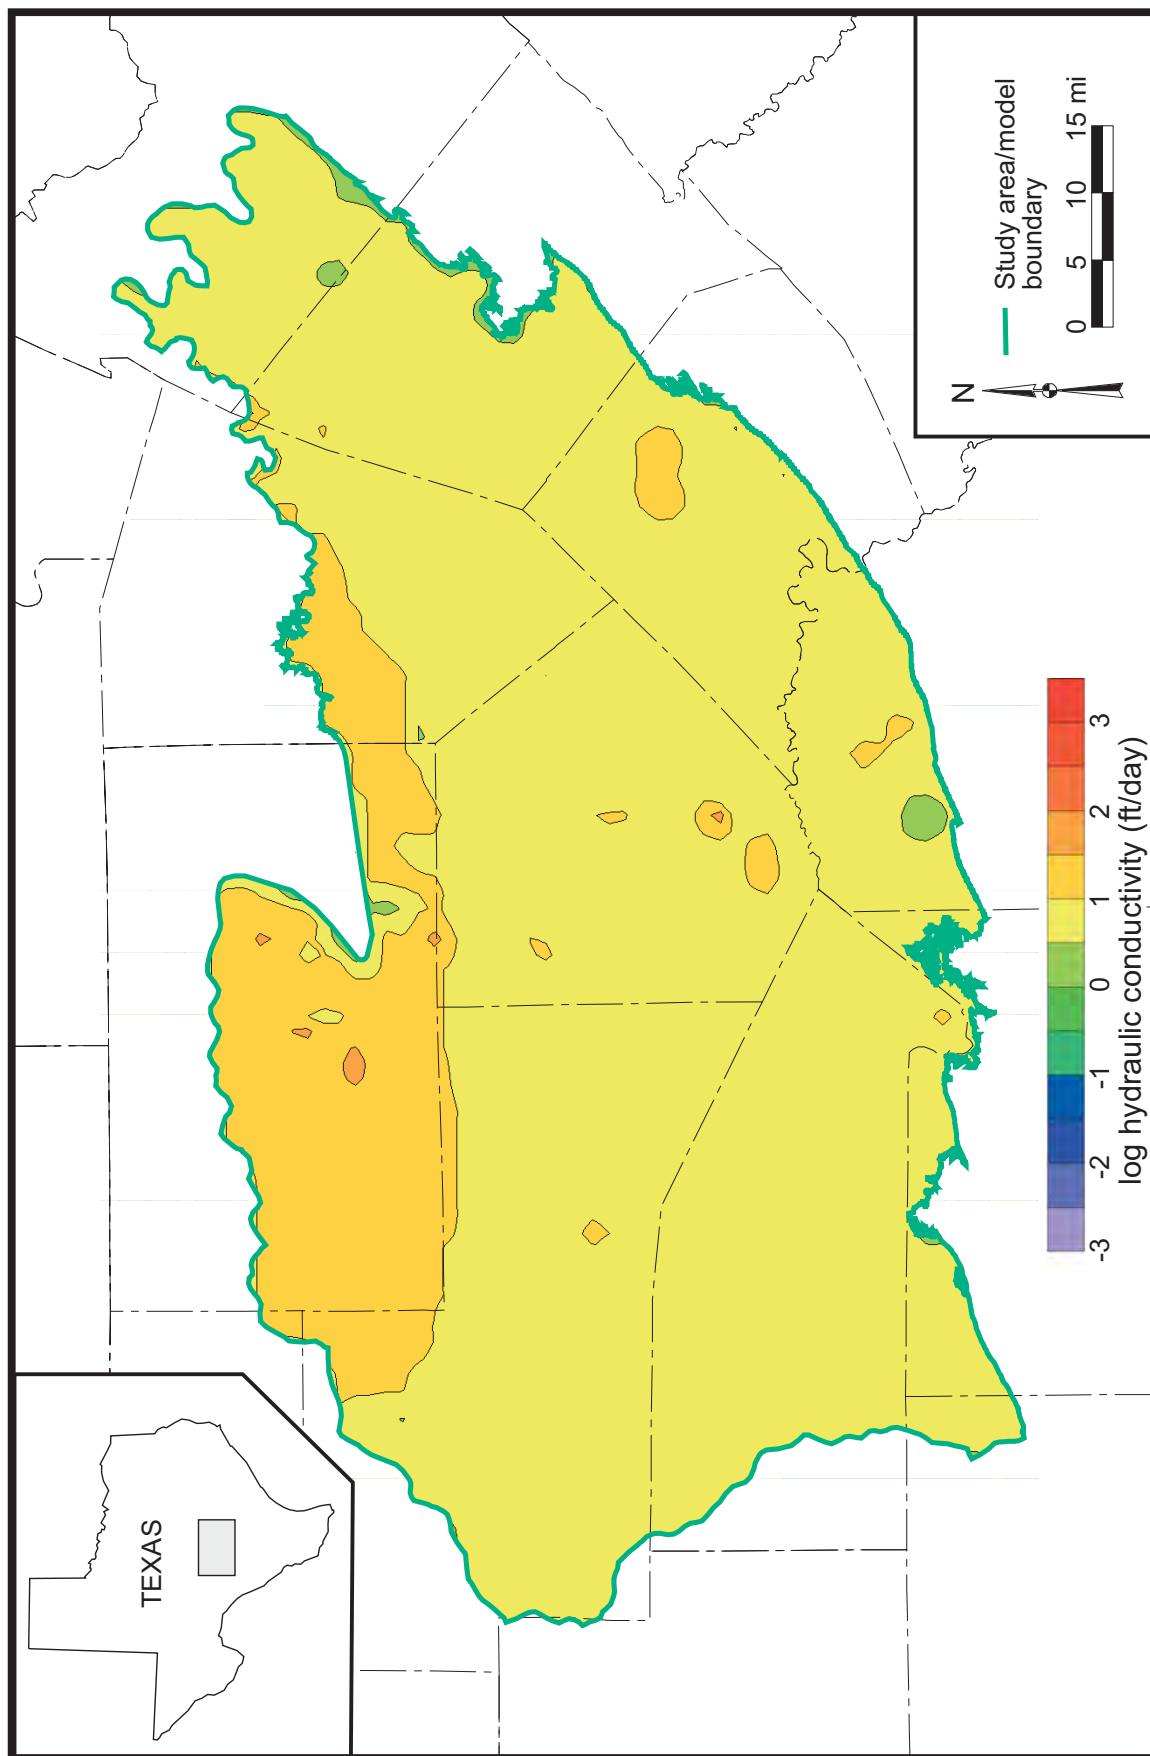 TEXAS
N
Study area/model
boundary
0 5 10 15 mi
-3 -2 -1 0 1 2 3
log hydraulic conductivity (ft/day)